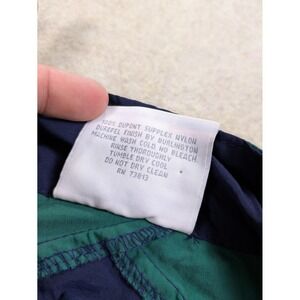 100% DUPONT SUPPLEX NYLON
DUREPEL FINISH BY BURLINGTON
MACHINE WASH COLD NO BLEACH
RINSE THOROUGHLY
TUMBLE DRY COOL
DO NOT DRY CLEAN
RN 73813